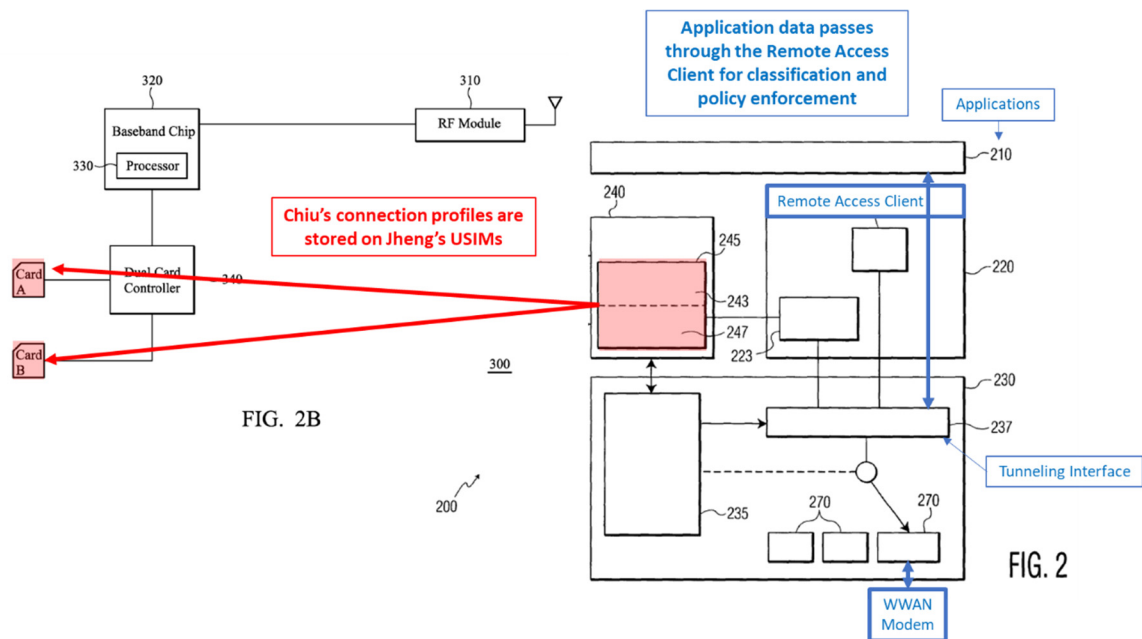 Application data passes
through the Remote Access
Client for classification and
policy enforcement
Applications
320
310
Baseband Chip
RF Module
330
Processor
210
240
Remote Access Client
Chiu's connection profiles are
stored on Jheng's USIMs
245
220
Card
A
Dual Card
Controller
340
243
247
223
Card
B
300
230
FIG. 2B
237
Tunneling Interface
200
235
270
270
FIG. 2
WWAN
Modem